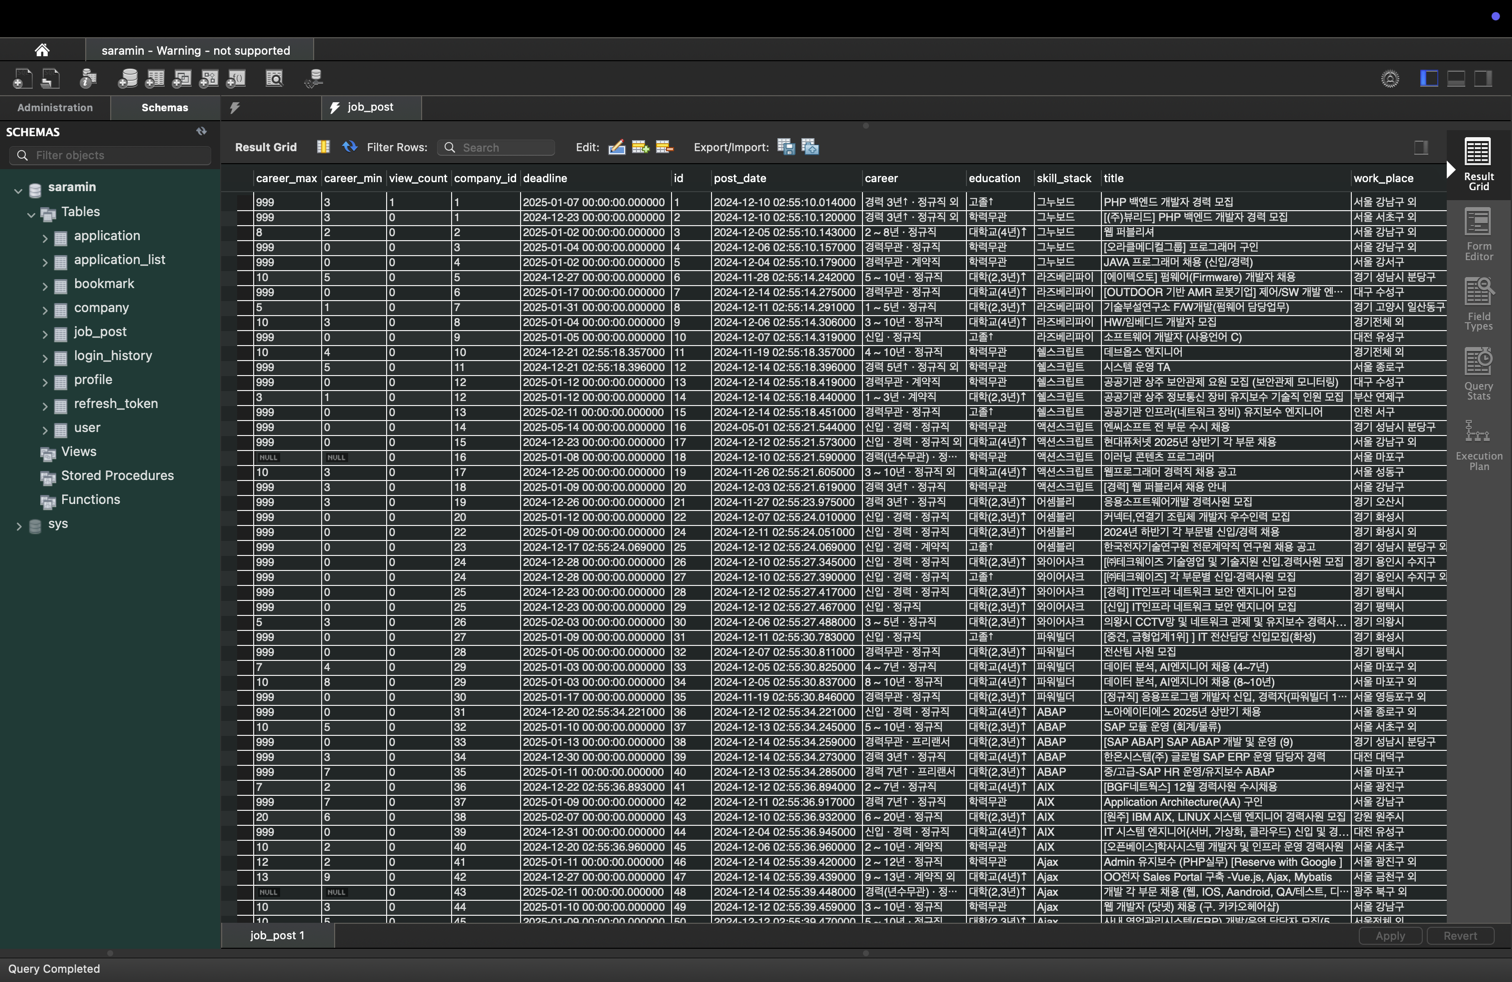 saramin - Warning - not supported
Administration Schemas job_post
SCHEMAS
Filter objects
saramin
Tables
application
application_list
bookmark
company
job_post
login_history
profile
refresh_token
user
Views
Stored Procedures
Functions
sys
Result Grid Filter Rows: Search Edit: Export/Import:
career_max career_min view_count company_id deadline id post_date career education skill_stack title work_place
999 3 1 1 2025-01-07 00:00:00.000000 1 2024-12-10 02:55:10.014000 경력 3년↑ · 정규직 외 고졸↑ 그누보드 PHP 백엔드 개발자 경력 모집 서울 강남구 외
999 3 0 1 2024-12-23 00:00:00.000000 2 2024-12-10 02:55:10.120000 경력 3년↑ · 정규직 외 학력무관 그누보드 [(주)뷰리드] PHP 백엔드 개발자 경력 모집 서울 서초구 외
8 2 0 2 2025-01-02 00:00:00.000000 3 2024-12-05 02:55:10.143000 2 ~ 8년 · 정규직 대학교(4년)↑ 그누보드 웹 퍼블리셔 서울 강남구 외
999 0 0 3 2025-01-04 00:00:00.000000 4 2024-12-06 02:55:10.157000 경력무관 · 정규직 학력무관 그누보드 [오라클메디컬그룹] 프로그래머 구인 서울 강남구
999 0 0 4 2025-01-02 00:00:00.000000 5 2024-12-04 02:55:10.179000 경력무관 · 계약직 학력무관 그누보드 JAVA 프로그래머 채용 (신입/경력) 서울 강서구
10 5 0 5 2024-12-27 00:00:00.000000 6 2024-11-28 02:55:14.242000 5 ~ 10년 · 정규직 대학(2,3년)↑ 라즈베리파이 [에이텍오토] 펌웨어(Firmware) 개발자 채용 경기 성남시 분당구
999 0 0 6 2025-01-17 00:00:00.000000 7 2024-12-14 02:55:14.275000 경력무관 · 정규직 대학교(4년)↑ 라즈베리파이 [OUTDOOR 기반 AMR 로봇기업] 제어/SW 개발 엔··· 대구 수성구
5 1 0 7 2025-01-31 00:00:00.000000 8 2024-12-11 02:55:14.291000 1 ~ 5년 · 정규직 대학(2,3년)↑ 라즈베리파이 기술부설연구소 F/W개발(펌웨어 담당업무) 경기 고양시 일산동구
10 3 0 8 2025-01-04 00:00:00.000000 9 2024-12-06 02:55:14.306000 3 ~ 10년 · 정규직 대학교(4년)↑ 라즈베리파이 HW/임베디드 개발자 모집 경기전체 외
999 0 0 9 2025-01-05 00:00:00.000000 10 2024-12-07 02:55:14.319000 신입 · 정규직 고졸↑ 라즈베리파이 소프트웨어 개발자 (사용언어 C) 대전 유성구
10 4 0 10 2024-12-21 02:55:18.357000 11 2024-11-19 02:55:18.357000 4 ~ 10년 · 정규직 학력무관 쉘스크립트 데브옵스 엔지니어 경기전체 외
999 5 0 11 2024-12-21 02:55:18.396000 12 2024-12-14 02:55:18.396000 경력 5년↑ · 정규직 외 학력무관 쉘스크립트 시스템 운영 TA 서울 종로구
999 0 0 12 2025-01-12 00:00:00.000000 13 2024-12-14 02:55:18.419000 경력무관 · 계약직 학력무관 쉘스크립트 공공기관 상주 보안관제 요원 모집 (보안관제 모니터링) 대구 수성구
3 1 0 12 2025-01-12 00:00:00.000000 14 2024-12-14 02:55:18.440000 1 ~ 3년 · 계약직 대학(2,3년)↑ 쉘스크립트 공공기관 상주 정보통신 장비 유지보수 기술직 인원 모집 부산 연제구
999 0 0 13 2025-02-11 00:00:00.000000 15 2024-12-14 02:55:18.451000 경력무관 · 정규직 고졸↑ 쉘스크립트 공공기관 인프라(네트워크 장비) 유지보수 엔지니어 인천 서구
999 0 0 14 2025-05-14 00:00:00.000000 16 2024-05-01 02:55:21.544000 신입 · 경력 · 정규직 학력무관 액션스크립트 엔씨소프트 전 부문 수시 채용 경기 성남시 분당구
999 0 0 15 2024-12-23 00:00:00.000000 17 2024-12-12 02:55:21.573000 신입 · 경력 · 정규직 외 대학교(4년)↑ 액션스크립트 현대퓨처넷 2025년 상반기 각 부문 채용 서울 강남구 외
NULL NULL 0 16 2025-01-08 00:00:00.000000 18 2024-12-10 02:55:21.590000 경력(년수무관) · 정··· 학력무관 액션스크립트 이러닝 콘텐츠 프로그래머 서울 마포구
10 3 0 17 2024-12-25 00:00:00.000000 19 2024-11-26 02:55:21.605000 3 ~ 10년 · 정규직 외 대학교(4년)↑ 액션스크립트 웹프로그래머 경력직 채용 공고 서울 성동구
999 3 0 18 2025-01-09 00:00:00.000000 20 2024-12-03 02:55:21.619000 경력 3년↑ · 정규직 학력무관 액션스크립트 [경력] 웹 퍼블리셔 채용 안내 서울 강남구
999 3 0 19 2024-12-26 00:00:00.000000 21 2024-11-27 02:55:23.975000 경력 3년↑ · 정규직 대학(2,3년)↑ 어셈블리 응용소프트웨어개발 경력사원 모집 경기 오산시
999 0 0 20 2025-01-12 00:00:00.000000 22 2024-12-07 02:55:24.010000 신입 · 경력 · 정규직 대학(2,3년)↑ 어셈블리 커넥터,연결기 조립체 개발자 우수인력 모집 경기 화성시
999 0 0 22 2025-01-09 00:00:00.000000 24 2024-12-11 02:55:24.051000 신입 · 경력 · 정규직 대학(2,3년)↑ 어셈블리 2024년 하반기 각 부문별 신입/경력 채용 경기 화성시 외
999 0 0 23 2024-12-17 02:55:24.069000 25 2024-12-12 02:55:24.069000 신입 · 경력 · 계약직 고졸↑ 어셈블리 한국전자기술연구원 전문계약직 연구원 채용 공고 경기 성남시 분당구 외
999 0 0 24 2024-12-28 00:00:00.000000 26 2024-12-10 02:55:27.345000 신입 · 경력 · 정규직 대학(2,3년)↑ 와이어샤크 [㈜테크웨이즈 기술영업 및 기술지원 신입.경력사원 모집 경기 용인시 수지구
999 0 0 24 2024-12-28 00:00:00.000000 27 2024-12-10 02:55:27.390000 신입 · 경력 · 정규직 고졸↑ 와이어샤크 [㈜테크웨이즈] 각 부문별 신입·경력사원 모집 경기 용인시 수지구 외
999 0 0 25 2024-12-23 00:00:00.000000 28 2024-12-12 02:55:27.417000 신입 · 경력 · 정규직 대학(2,3년)↑ 와이어샤크 [경력] IT인프라 네트워크 보안 엔지니어 모집 경기 평택시
999 0 0 25 2024-12-23 00:00:00.000000 29 2024-12-12 02:55:27.467000 신입 · 정규직 대학(2,3년)↑ 와이어샤크 [신입] IT인프라 네트워크 보안 엔지니어 모집 경기 평택시
5 3 0 26 2025-02-03 00:00:00.000000 30 2024-12-06 02:55:27.488000 3 ~ 5년 · 정규직 대학(2,3년)↑ 와이어샤크 의왕시 CCTV망 및 네트워크 관제 및 유지보수 경력사··· 경기 의왕시
999 0 0 27 2025-01-09 00:00:00.000000 31 2024-12-11 02:55:30.783000 신입 · 정규직 고졸↑ 파워빌더 [중견, 금형업계1위] ] IT 전산담당 신입모집(화성) 경기 화성시
999 0 0 28 2025-01-05 00:00:00.000000 32 2024-12-07 02:55:30.811000 경력무관 · 정규직 대학(2,3년)↑ 파워빌더 전산팀 사원 모집 경기 평택시
7 4 0 29 2025-01-03 00:00:00.000000 33 2024-12-05 02:55:30.825000 4 ~ 7년 · 정규직 대학교(4년)↑ 파워빌더 데이터 분석, AI엔지니어 채용 (4~7년) 서울 마포구 외
10 8 0 29 2025-01-03 00:00:00.000000 34 2024-12-05 02:55:30.837000 8 ~ 10년 · 정규직 대학교(4년)↑ 파워빌더 데이터 분석, AI엔지니어 채용 (8~10년) 서울 마포구 외
999 0 0 30 2025-01-17 00:00:00.000000 35 2024-11-19 02:55:30.846000 경력무관 · 정규직 대학(2,3년)↑ 파워빌더 [정규직] 응용프로그램 개발자 신입, 경력자(파워빌더 1··· 서울 영등포구 외
999 0 0 31 2024-12-20 02:55:34.221000 36 2024-12-12 02:55:34.221000 신입 · 경력 · 정규직 대학교(4년)↑ ABAP 노아에이티에스 2025년 상반기 채용 서울 종로구 외
10 5 0 32 2025-01-10 00:00:00.000000 37 2024-12-13 02:55:34.245000 5 ~ 10년 · 정규직 대학(2,3년)↑ ABAP SAP 모듈 운영 (회계/물류) 서울 서초구 외
999 0 0 33 2025-01-13 00:00:00.000000 38 2024-12-14 02:55:34.259000 경력무관 · 프리랜서 대학(2,3년)↑ ABAP [SAP ABAP] SAP ABAP 개발 및 운영 (9) 경기 성남시 분당구
999 3 0 34 2024-12-30 00:00:00.000000 39 2024-12-14 02:55:34.273000 경력 3년↑ · 정규직 대학교(4년)↑ ABAP 한온시스템(주) 글로벌 SAP ERP 운영 담당자 경력 대전 대덕구
999 7 0 35 2025-01-11 00:00:00.000000 40 2024-12-13 02:55:34.285000 경력 7년↑ · 프리랜서 대학(2,3년)↑ ABAP 중/고급-SAP HR 운영/유지보수 ABAP 서울 마포구
7 2 0 36 2024-12-22 02:55:36.893000 41 2024-12-12 02:55:36.894000 2 ~ 7년 · 정규직 대학교(4년)↑ AIX [BGF네트웍스] 12월 경력사원 수시채용 서울 광진구
999 7 0 37 2025-01-09 00:00:00.000000 42 2024-12-11 02:55:36.917000 경력 7년↑ · 정규직 학력무관 AIX Application Architecture(AA) 구인 서울 강남구
20 6 0 38 2025-02-07 00:00:00.000000 43 2024-12-10 02:55:36.932000 6 ~ 20년 · 정규직 대학(2,3년)↑ AIX [원주] IBM AIX, LINUX 시스템 엔지니어 경력사원 모집 강원 원주시
999 0 0 39 2024-12-31 00:00:00.000000 44 2024-12-04 02:55:36.945000 신입 · 경력 · 정규직 대학교(4년)↑ AIX IT 시스템 엔지니어(서버, 가상화, 클라우드) 신입 및 경··· 대전 유성구
10 2 0 40 2024-12-20 02:55:36.960000 45 2024-12-06 02:55:36.960000 2 ~ 10년 · 계약직 학력무관 AIX [오픈베이스]학사시스템 개발자 및 인프라 운영 경력사원 서울 서초구
12 2 0 41 2025-01-11 00:00:00.000000 46 2024-12-14 02:55:39.420000 2 ~ 12년 · 정규직 학력무관 Ajax Admin 유지보수 (PHP실무) [Reserve with Google ] 서울 광진구 외
13 9 0 42 2024-12-27 00:00:00.000000 47 2024-12-14 02:55:39.439000 9 ~ 13년 · 계약직 외 대학교(4년)↑ Ajax OO전자 Sales Portal 구축 -Vue.js, Ajax, Mybatis 서울 금천구 외
NULL NULL 0 43 2025-02-11 00:00:00.000000 48 2024-12-14 02:55:39.448000 경력(년수무관) · 정··· 대학(2,3년)↑ Ajax 개발 각 부문 채용 (웹, IOS, Aandroid, QA/테스트, 디··· 광주 북구 외
10 3 0 44 2025-01-10 00:00:00.000000 49 2024-12-12 02:55:39.459000 3 ~ 10년 · 정규직 학력무관 Ajax 웹 개발자 (닷넷) 채용 (구. 카카오헤어샵) 서울 강남구
10 5 0 45 2025-01-09 00:00:00.000000 50 2024-12-12 02:55:39.470000 5 ~ 10년 · 정규직 대학(2,3년)↑ Ajax 사내 영업관리시스템(ERP) 개발/운영 담당자 모집(5 서울전체 외
Result Grid
Form Editor
Field Types
Query Stats
Execution Plan
job_post 1 Apply Revert
Query Completed